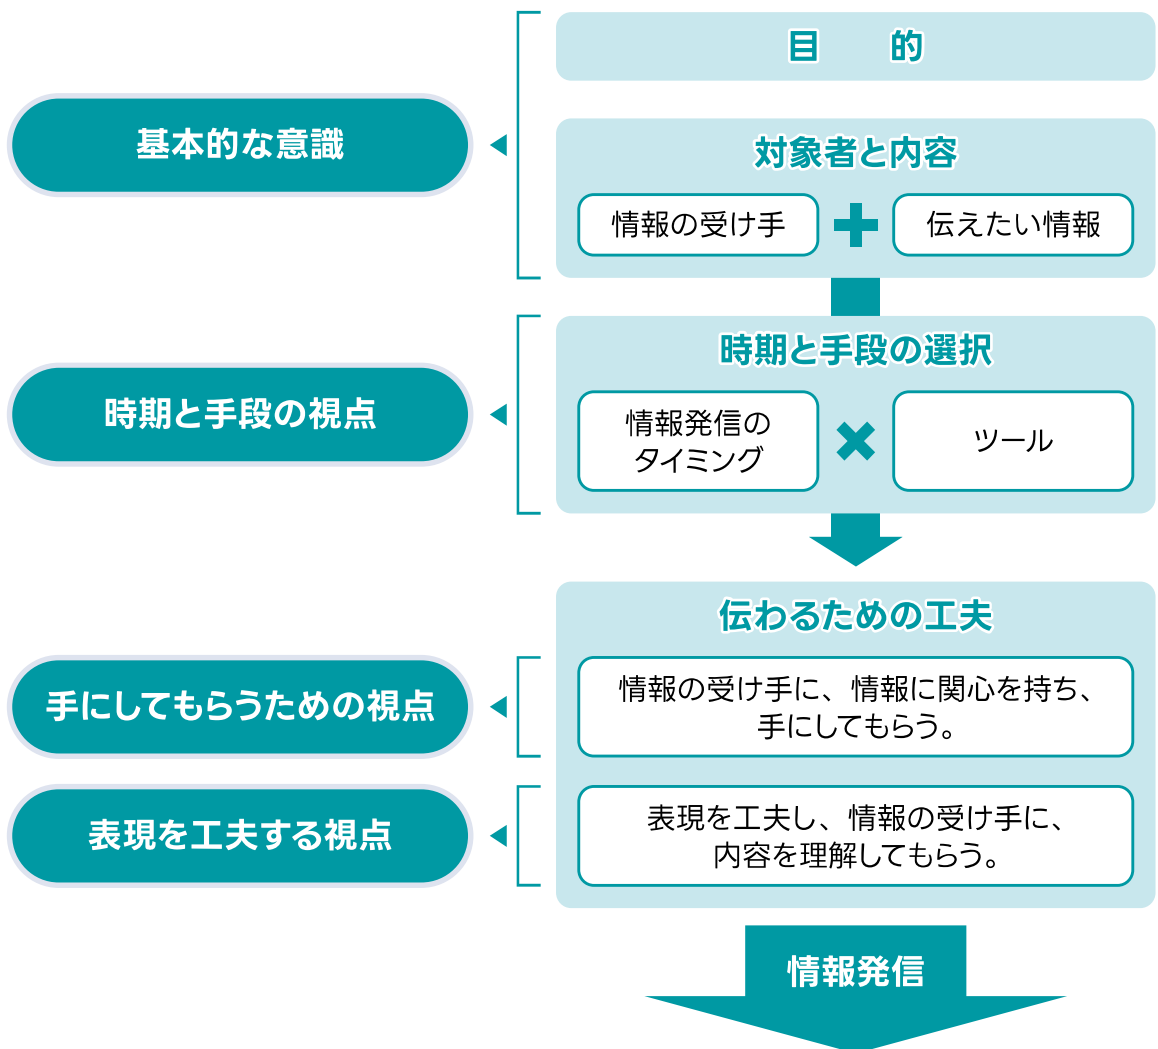 目　的
基本的な意識
対象者と内容
情報の受け手
伝えたい情報
時期と手段の選択
時期と手段の視点
情報発信の
タイミング
ツール
伝わるための工夫
手にしてもらうための視点
情報の受け手に、情報に関心を持ち、
手にしてもらう。
表現を工夫する視点
表現を工夫し、情報の受け手に、
内容を理解してもらう。
情報発信